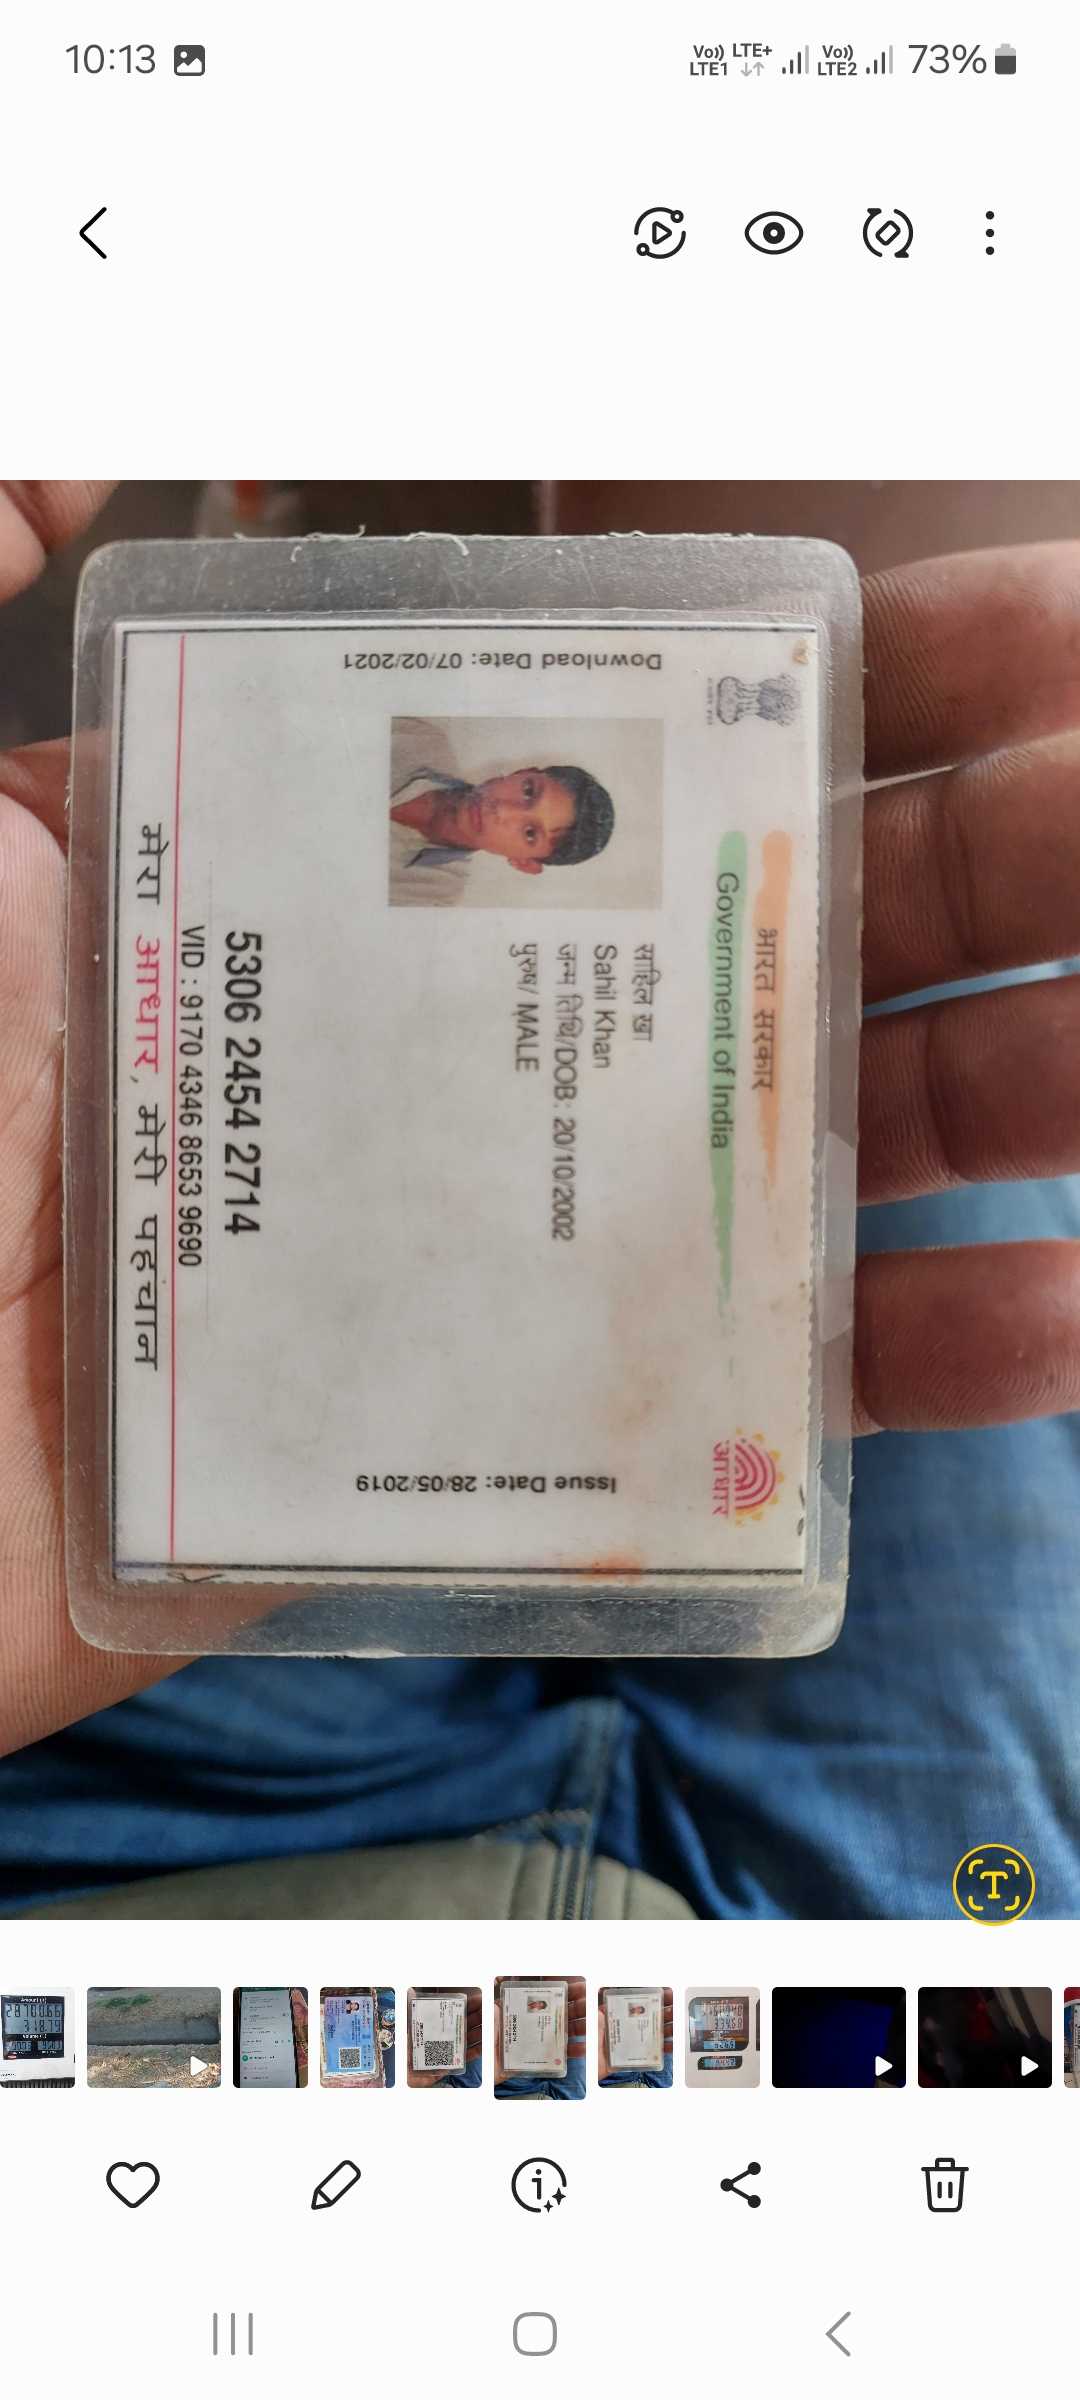 10:13
Vo)) LTE1 LTE+ Vo)) LTE2 73%
भारत सरकार
Government of India
आधार
Download Date: 07/02/2021
साहिल खा
Sahil Khan
जन्म तिथि/DOB: 20/10/2002
पुरुष/ MALE
Issue Date: 28/05/2019
5306 2454 2714
VID : 9170 4346 8653 9690
मेरा आधार, मेरी पहचान
T